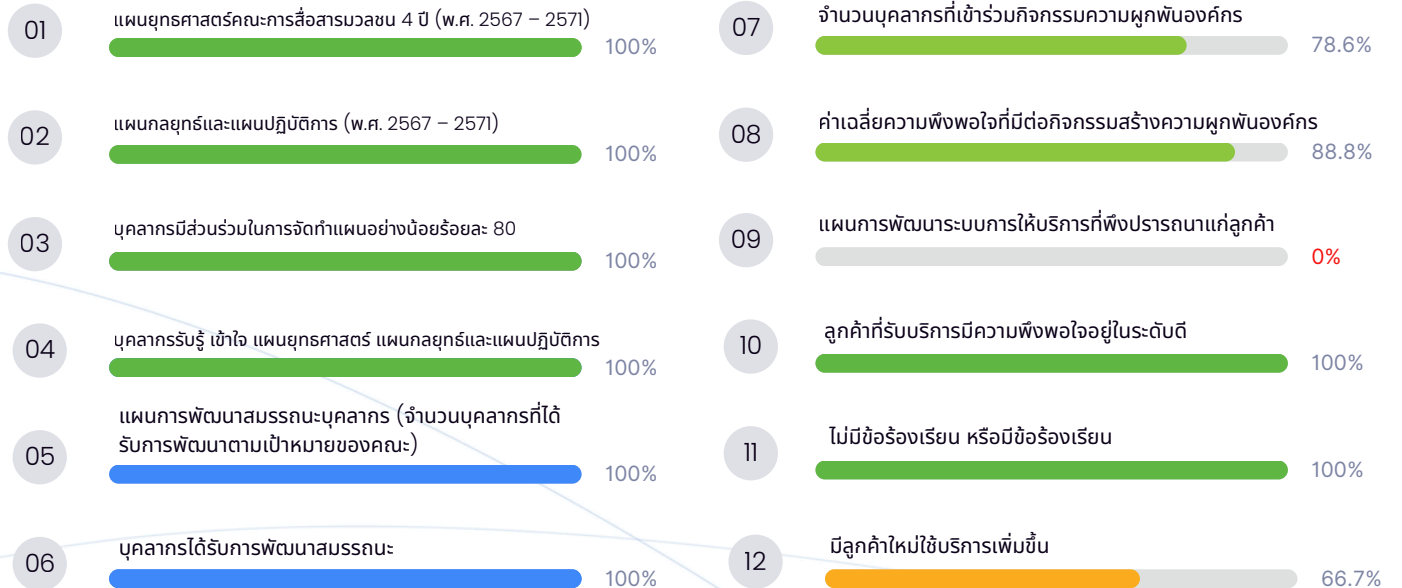 01
แผนยุทธศาสตร์คณะการสื่อสารมวลชน 4 ปี (พ.ศ. 2567 – 2571)
100%
02
แผนกลยุทธ์และแผนปฏิบัติการ (พ.ศ. 2567 – 2571)
100%
03
บุคลากรมีส่วนร่วมในการจัดทำแผนอย่างน้อยร้อยละ 80
100%
04
บุคลากรรับรู้ เข้าใจ แผนยุทธศาสตร์ แผนกลยุทธ์และแผนปฏิบัติการ
100%
05
แผนการพัฒนาสมรรถนะบุคลากร (จำนวนบุคลากรที่ได้
รับการพัฒนาตามเป้าหมายของคณะ)
100%
06
บุคลากรได้รับการพัฒนาสมรรถนะ
100%
07
จำนวนบุคลากรที่เข้าร่วมกิจกรรมความผูกพันองค์กร
78.6%
08
ค่าเฉลี่ยความพึงพอใจที่มีต่อกิจกรรมสร้างความผูกพันองค์กร
88.8%
09
แผนการพัฒนาระบบการให้บริการที่พึงปรารถนาแก่ลูกค้า
0%
10
ลูกค้าที่รับบริการมีความพึงพอใจอยู่ในระดับดี
100%
11
ไม่มีข้อร้องเรียน หรือมีข้อร้องเรียน
100%
12
มีลูกค้าใหม่ใช้บริการเพิ่มขึ้น
66.7%